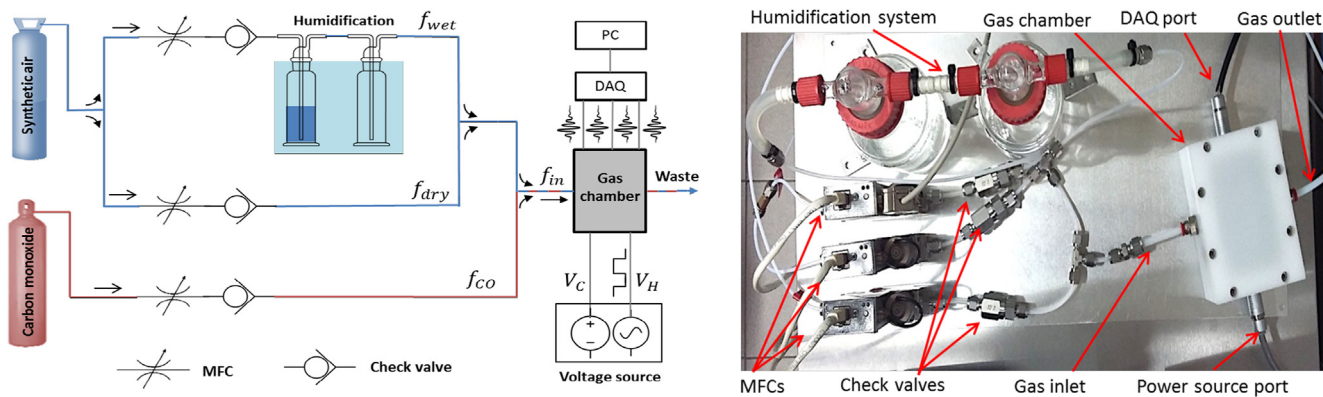 Humidification
f_wet
Synthetic air
PC
DAQ
f_dry
f_in
Gas
chamber
Waste
Carbon monoxide
f_CO
V_C
V_H
+
−
MFC
Check valve
Voltage source
Humidification system
Gas chamber
DAQ port
Gas outlet
MFCs
Check valves
Gas inlet
Power source port